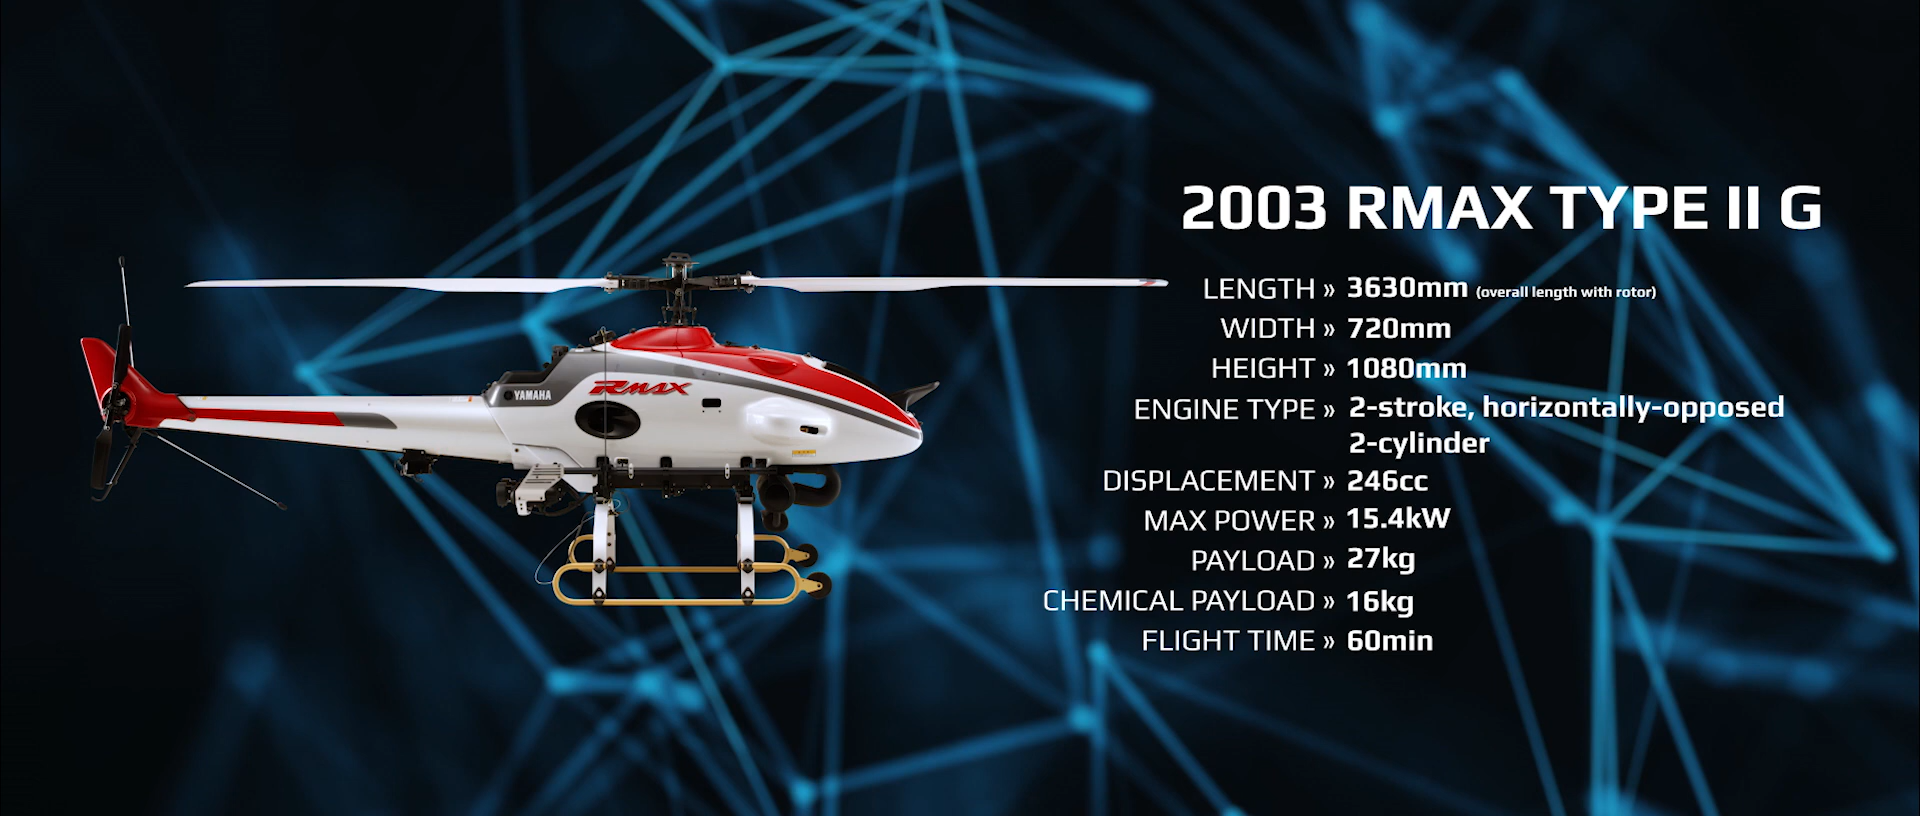 2003 RMAX TYPE II G
LENGTH » 3630mm (overall length with rotor)
WIDTH » 720mm
HEIGHT » 1080mm
ENGINE TYPE » 2-stroke, horizontally-opposed
2-cylinder
DISPLACEMENT » 246cc
MAX POWER » 15.4kW
PAYLOAD » 27kg
CHEMICAL PAYLOAD » 16kg
FLIGHT TIME » 60min
YAMAHA
RMAX